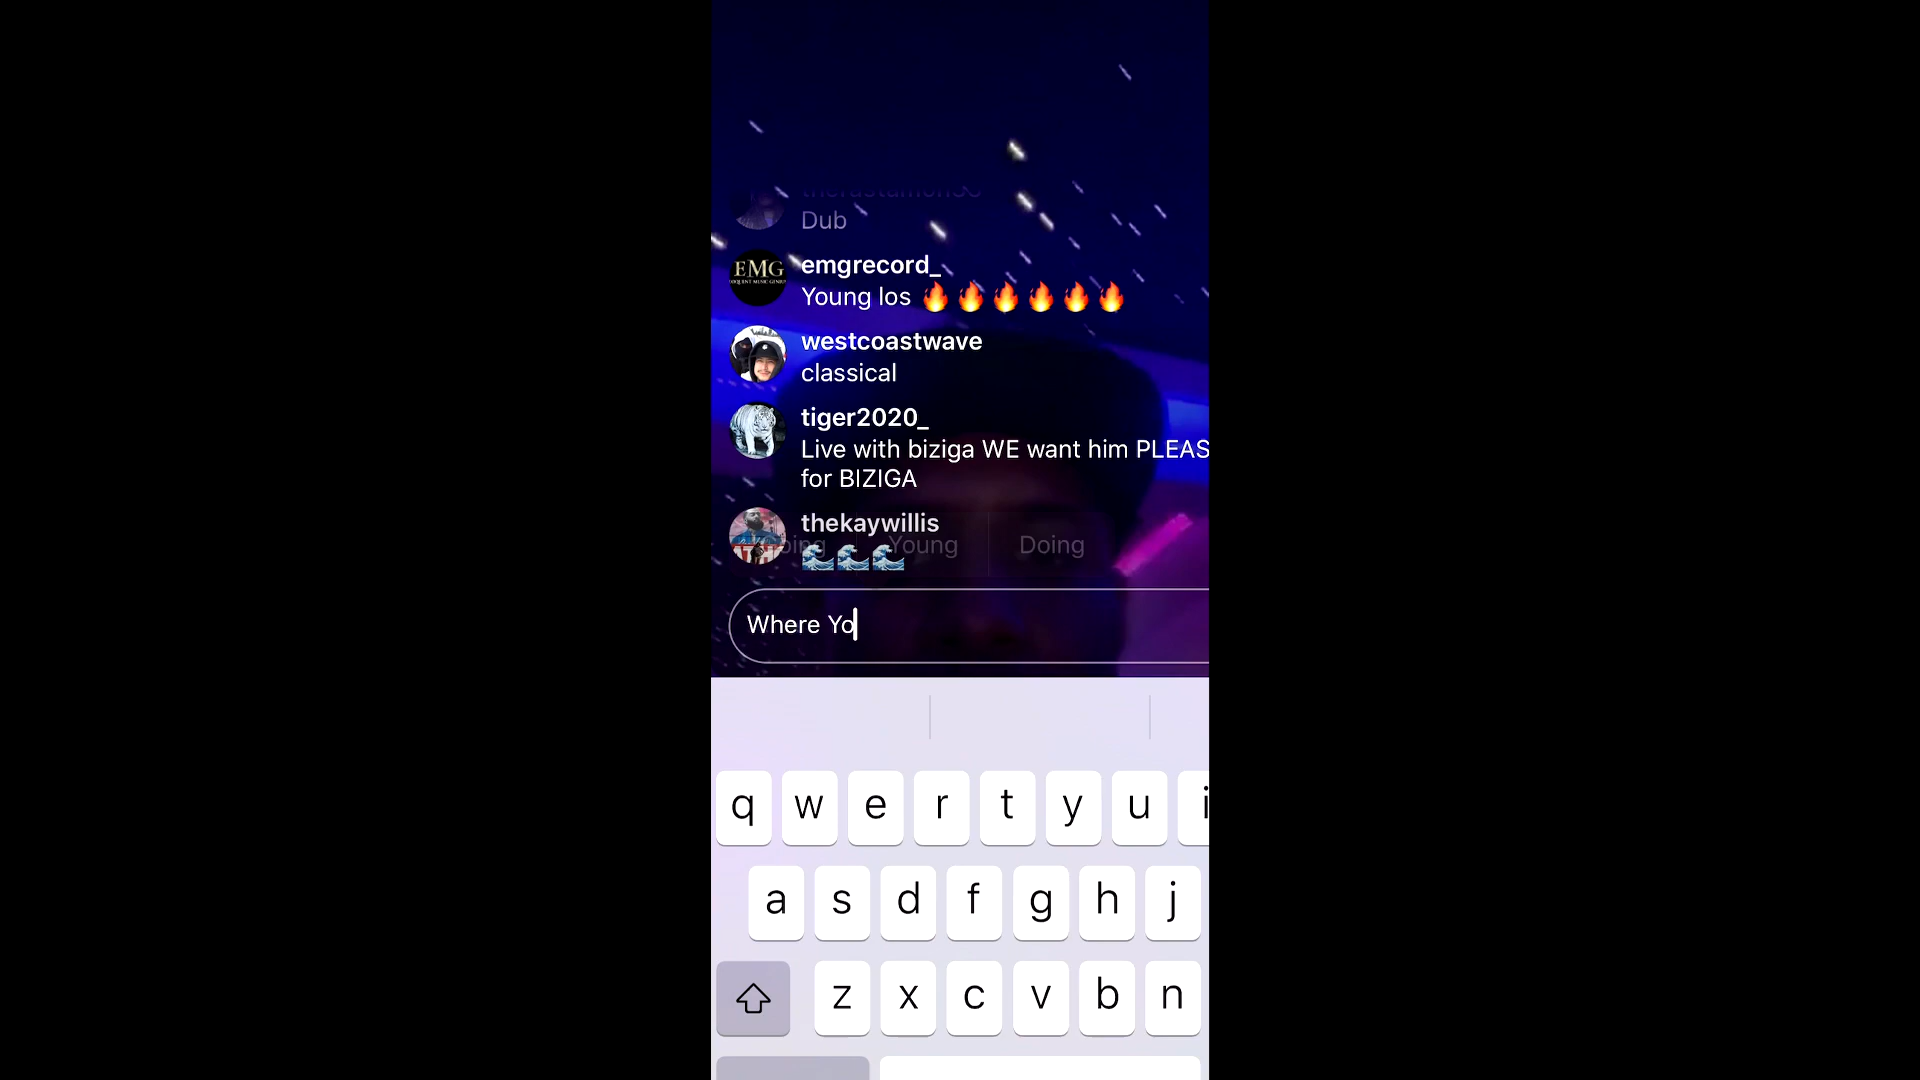 Dub
EMG
emgrecord_
Young los 🔥🔥🔥🔥🔥🔥
westcoastwave
classical
tiger2020_
Live with biziga WE want him PLEAS
for BIZIGA
thekaywillis
🌊🌊🌊
Young Doing
Where Yo
q w e r t y u i
a s d f g h j
z x c v b n